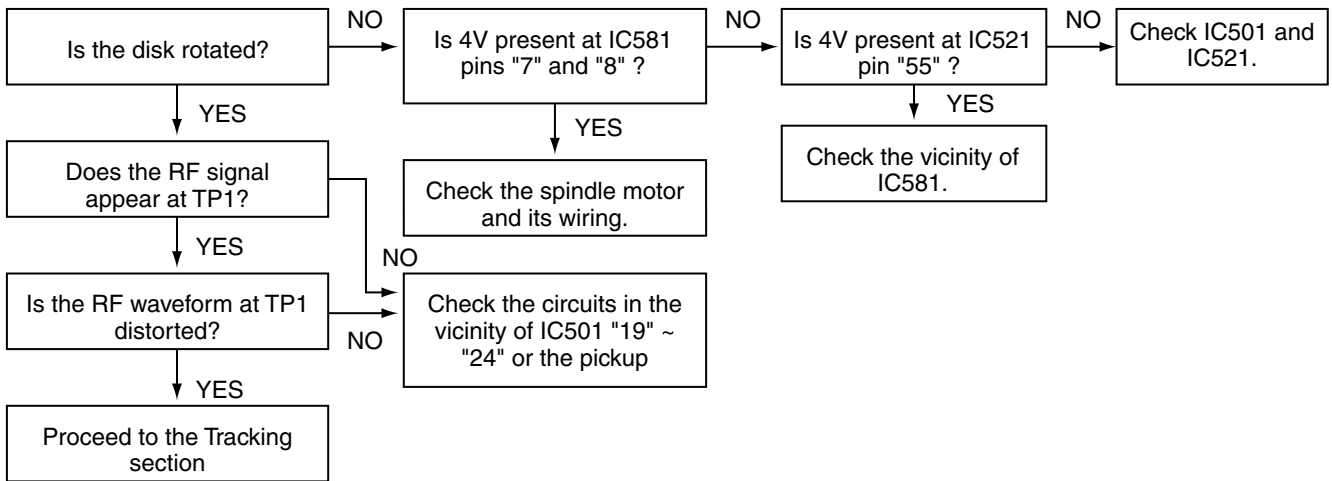 Is the disk rotated?
NO
Is 4V present at IC581
pins "7" and "8" ?
NO
Is 4V present at IC521
pin "55" ?
NO
Check IC501 and
IC521.
YES
YES
YES
Does the RF signal
appear at TP1?
Check the spindle motor
and its wiring.
Check the vicinity of
IC581.
YES
NO
Is the RF waveform at TP1
distorted?
NO
Check the circuits in the
vicinity of IC501 "19" ~
"24" or the pickup
YES
Proceed to the Tracking
section